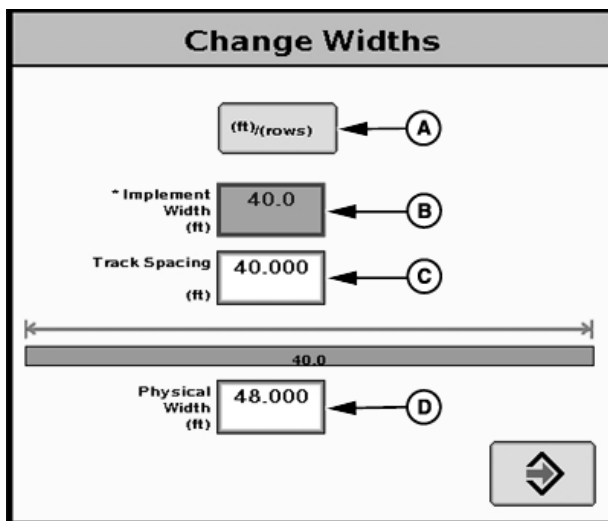 Change Widths
(ft)/(rows)
A
* Implement
Width
(ft)
40.0
B
Track Spacing
(ft)
40.000
C
40.0
Physical
Width
(ft)
48.000
D